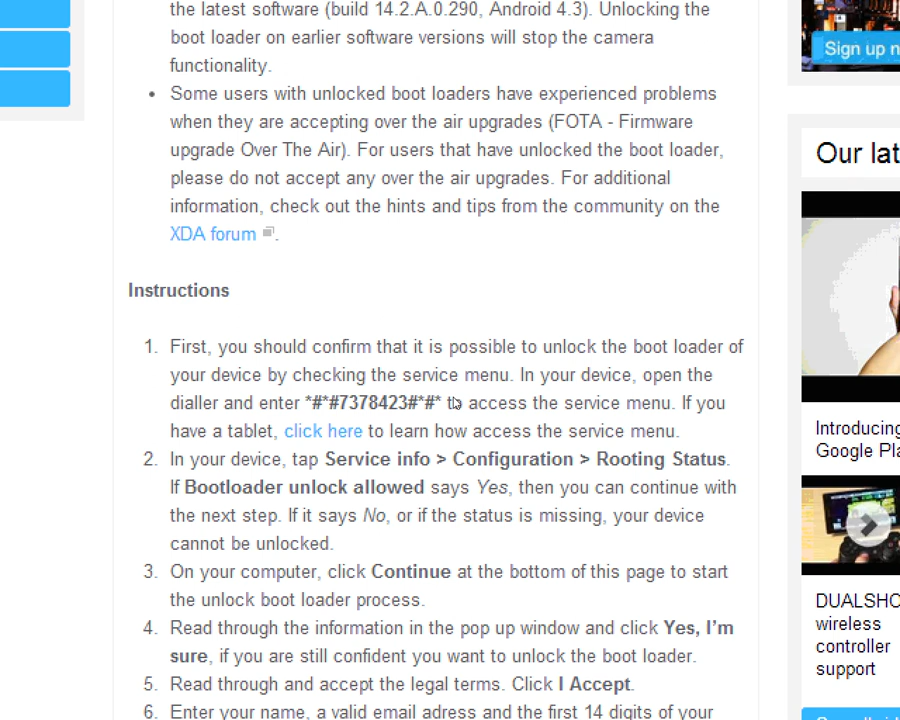 the latest software (build 14.2.A.0.290, Android 4.3). Unlocking the
boot loader on earlier software versions will stop the camera
functionality.
• Some users with unlocked boot loaders have experienced problems
when they are accepting over the air upgrades (FOTA - Firmware
upgrade Over The Air). For users that have unlocked the boot loader,
please do not accept any over the air upgrades. For additional
information, check out the hints and tips from the community on the
XDA forum.
Instructions
1. First, you should confirm that it is possible to unlock the boot loader of
your device by checking the service menu. In your device, open the
dialler and enter *#*#7378423#*#* to access the service menu. If you
have a tablet, click here to learn how access the service menu.
2. In your device, tap Service info > Configuration > Rooting Status.
If Bootloader unlock allowed says Yes, then you can continue with
the next step. If it says No, or if the status is missing, your device
cannot be unlocked.
3. On your computer, click Continue at the bottom of this page to start
the unlock boot loader process.
4. Read through the information in the pop up window and click Yes, I’m
sure, if you are still confident you want to unlock the boot loader.
5. Read through and accept the legal terms. Click I Accept.
6. Enter your name, a valid email adress and the first 14 digits of your
Sign up n
Our lat
Introducing
Google Pla
DUALSHO
wireless
controller
support